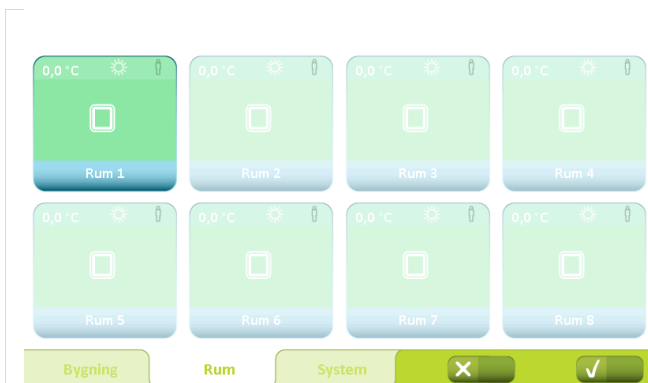 0,0 °C
0,0 °C
0,0 °C
0,0 °C
Rum 1
Rum 2
Rum 3
Rum 4
0,0 °C
0,0 °C
0,0 °C
0,0 °C
Rum 5
Rum 6
Rum 7
Rum 8
Bygning
Rum
System